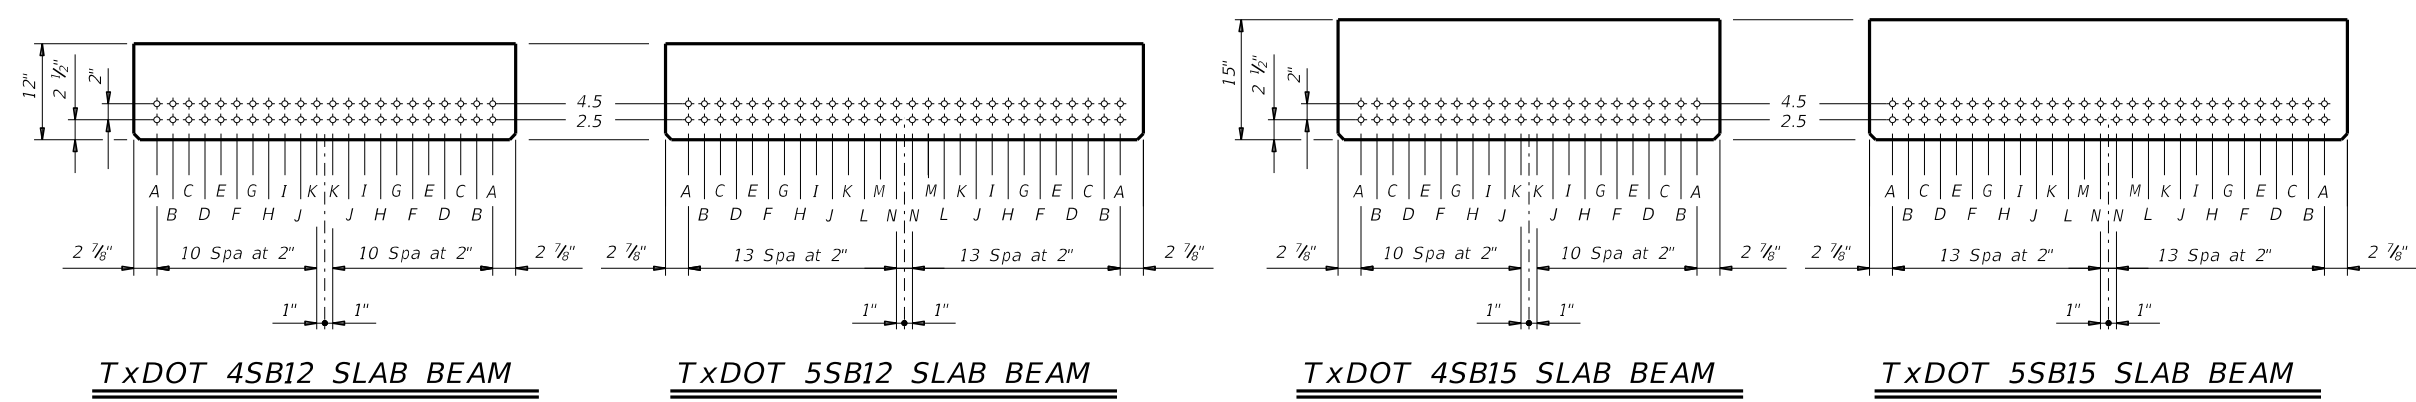 12"
2 ½"
2"
4.5
2.5
A C E G I K K I G E C A
B D F H J J H F D B
2 ⅞"
10 Spa at 2"
10 Spa at 2"
2 ⅞"
1"
1"
TxDOT 4SB12 SLAB BEAM
A C E G I K M M K I G E C A
B D F H J L N N L J H F D B
2 ⅞"
13 Spa at 2"
13 Spa at 2"
2 ⅞"
1"
1"
TxDOT 5SB12 SLAB BEAM
15"
2 ½"
2"
4.5
2.5
A C E G I K K I G E C A
B D F H J J H F D B
2 ⅞"
10 Spa at 2"
10 Spa at 2"
2 ⅞"
1"
1"
TxDOT 4SB15 SLAB BEAM
A C E G I K M M K I G E C A
B D F H J L N N L J H F D B
2 ⅞"
13 Spa at 2"
13 Spa at 2"
2 ⅞"
1"
1"
TxDOT 5SB15 SLAB BEAM